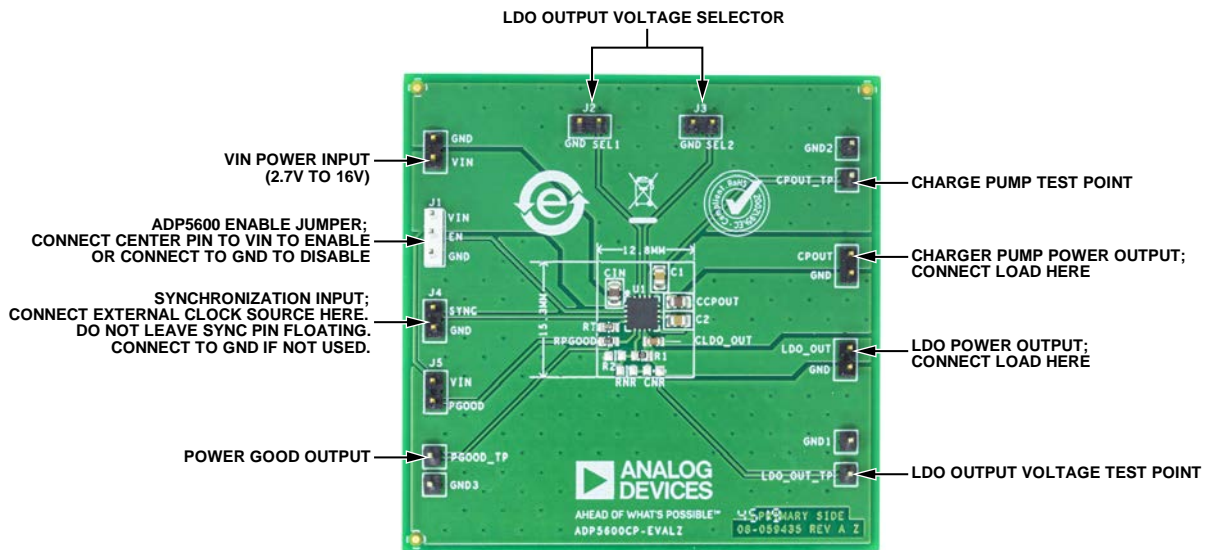 LDO OUTPUT VOLTAGE SELECTOR
VIN POWER INPUT
(2.7V TO 16V)
ADP5600 ENABLE JUMPER;
CONNECT CENTER PIN TO VIN TO ENABLE
OR CONNECT TO GND TO DISABLE
SYNCHRONIZATION INPUT;
CONNECT EXTERNAL CLOCK SOURCE HERE.
DO NOT LEAVE SYNC PIN FLOATING.
CONNECT TO GND IF NOT USED.
POWER GOOD OUTPUT
J2
GND SEL1
J3
GND SEL2
GND
VIN
J1
VIN
EN
GND
J4
SYNC
GND
J5
VIN
PGOOD
PGOOD_TP
GND3
e
Compliant RoHS
2002/95/EC
12.8MM
15.3MM
CIN
C1
U1
CCPOUT
C2
RT
RPGOOD
CLDO_OUT
R1
R2
RNR CNR
GND2
CPOUT_TP
CPOUT
GND
LDO_OUT
GND
GND1
LDO_OUT_TP
ANALOG
DEVICES
AHEAD OF WHAT'S POSSIBLE™
ADP5600CP-EVALZ
PRIMARY SIDE
08-059435 REV A Z
CHARGE PUMP TEST POINT
CHARGER PUMP POWER OUTPUT;
CONNECT LOAD HERE
LDO POWER OUTPUT;
CONNECT LOAD HERE
LDO OUTPUT VOLTAGE TEST POINT